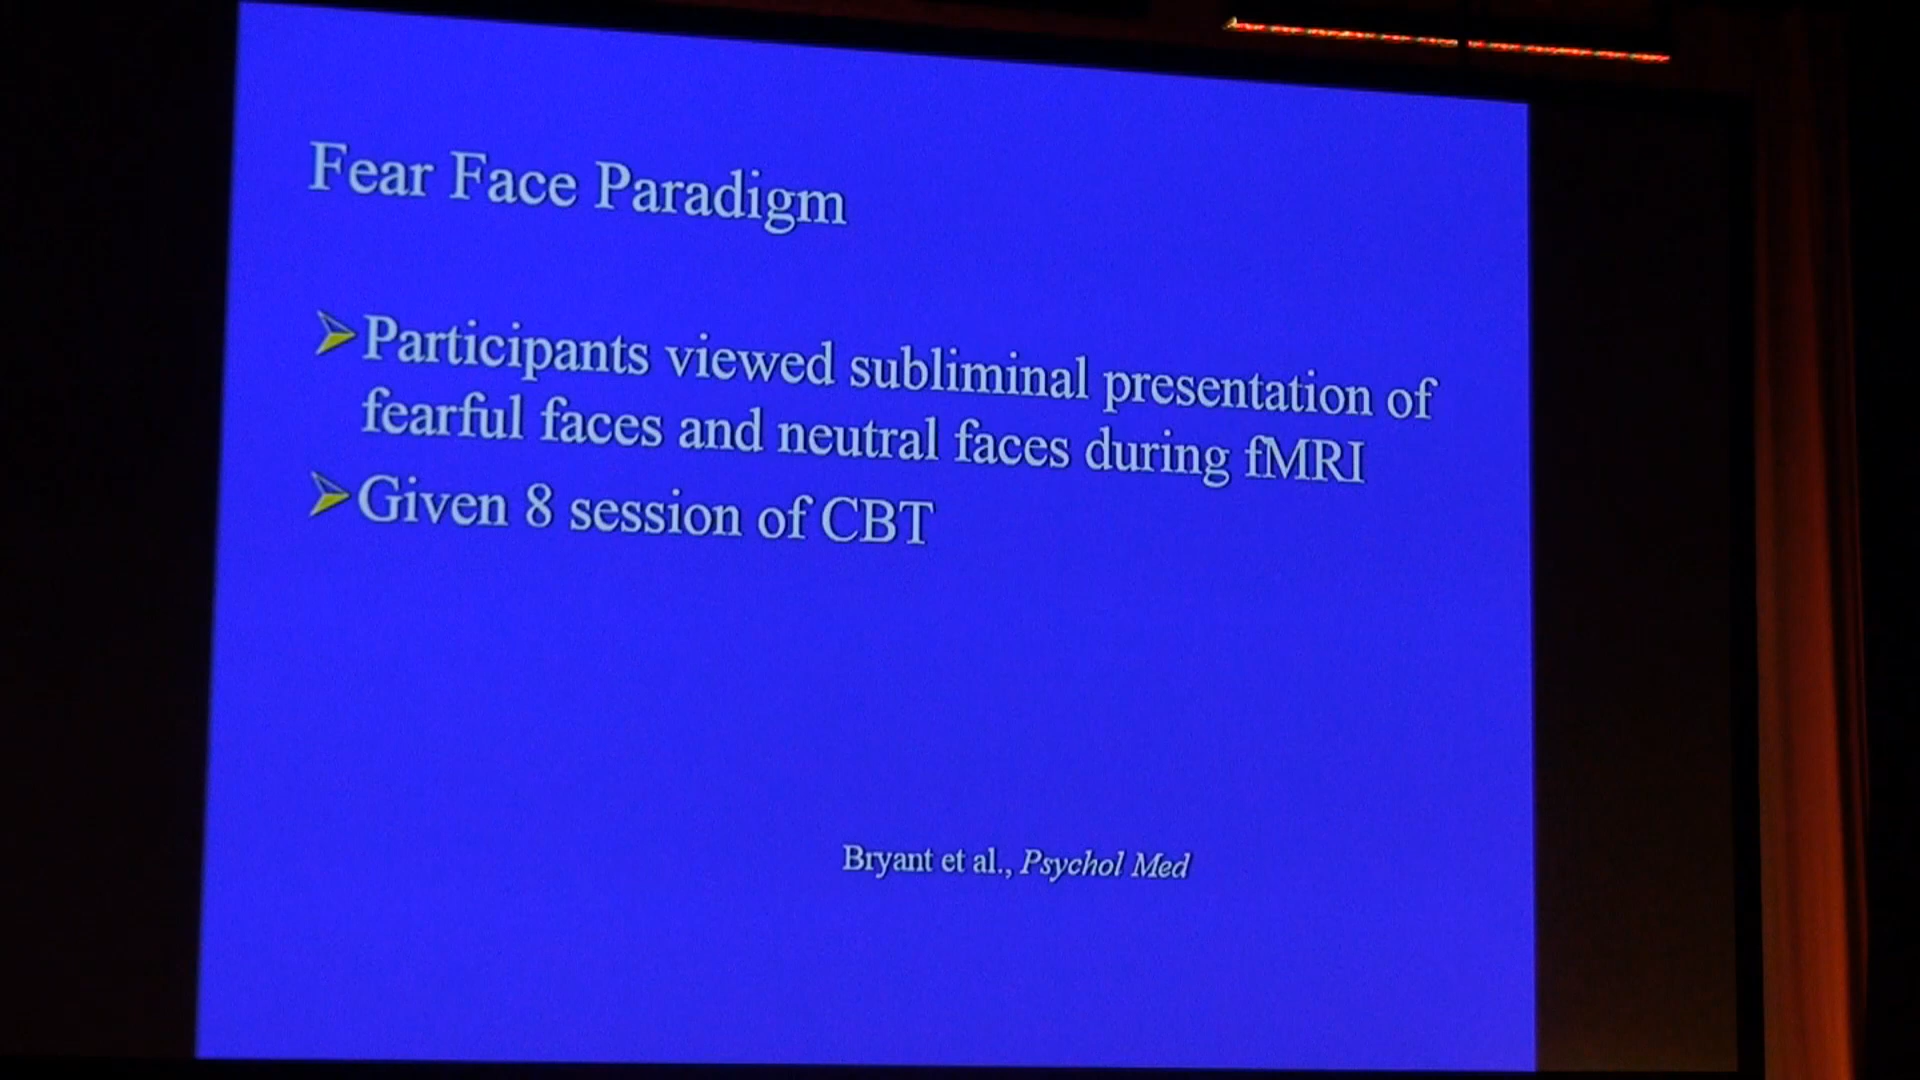 Fear Face Paradigm
Participants viewed subliminal presentation of
fearful faces and neutral faces during fMRI
Given 8 session of CBT
Bryant et al., Psychol Med